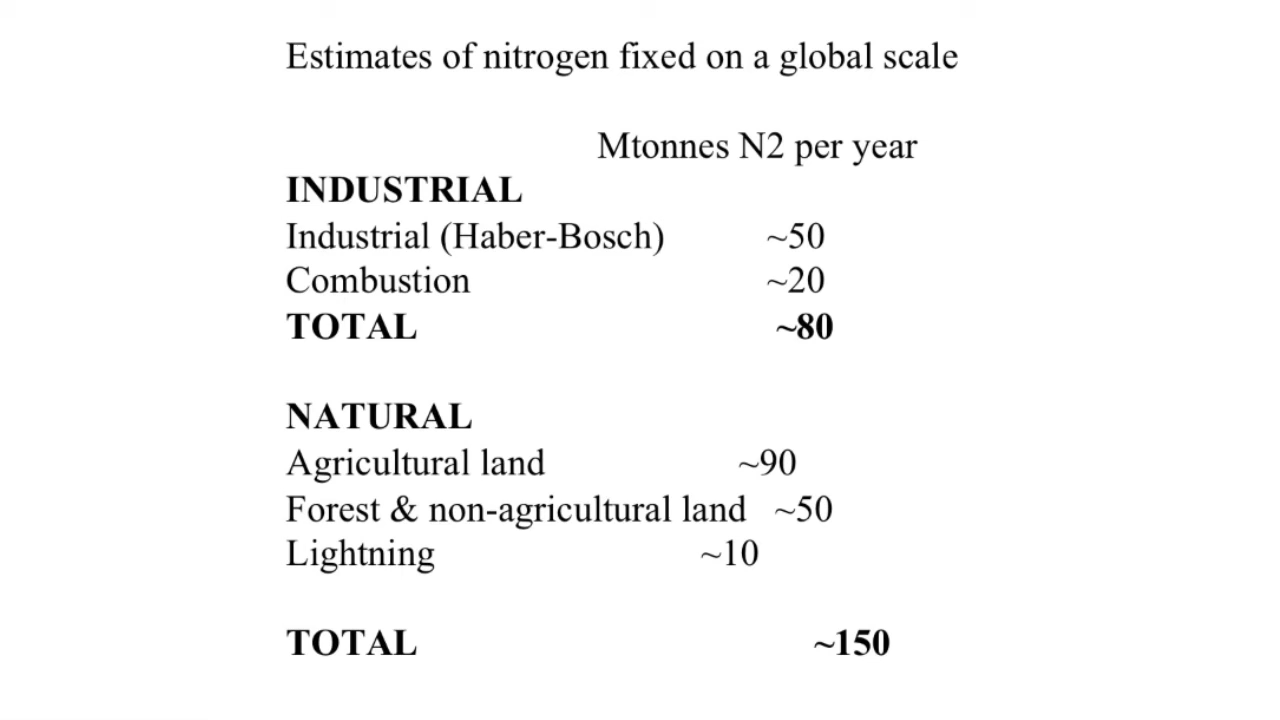 Estimates of nitrogen fixed on a global scale
Mtonnes N2 per year
INDUSTRIAL
Industrial (Haber-Bosch) ~50
Combustion ~20
TOTAL ~80
NATURAL
Agricultural land ~90
Forest & non-agricultural land ~50
Lightning ~10
TOTAL ~150